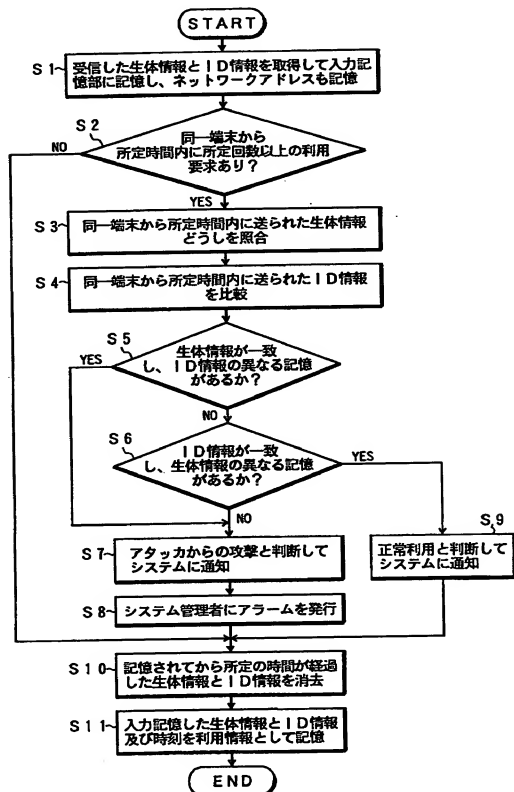 START
S1
受信した生体情報とID情報を取得して入力記
憶部に記憶し、ネットワークアドレスも記憶
S2
同一端末から
所定時間内に所定回数以上の利用
要求あり？
NO
YES
S3
同一端末から所定時間内に送られた生体情報
どうしを照合
S4
同一端末から所定時間内に送られたID情報
を比較
S5
生体情報が一致
し、ID情報の異なる記憶
があるか？
YES
NO
S6
ID情報が一致
し、生体情報の異なる記憶
があるか？
YES
NO
S7
アタッカからの攻撃と判断して
システムに通知
S9
正常利用と判断して
システムに通知
S8
システム管理者にアラームを発行
S10
記憶されてから所定の時間が経過
した生体情報とID情報を消去
S11
入力記憶した生体情報とID情報
及び時刻を利用情報として記憶
END